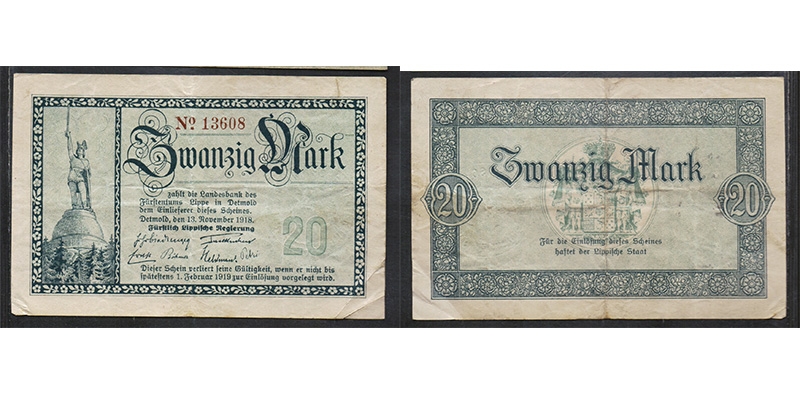 No 13608
Zwanzig Mark
zahlt die Landesbank des
Fürstentums Lippe in Detmold
dem Einlieferer dieses Scheines.
Detmold, den 13. November 1918.
Fürstlich Lippische Regierung
20
Dieser Schein verliert seine Gültigkeit, wenn er nicht bis
spätestens 1. Februar 1919 zur Einlösung vorgelegt wird.
Zwanzig Mark
20 20
Für die Einlösung dieses Scheines
haftet der Lippische Staat